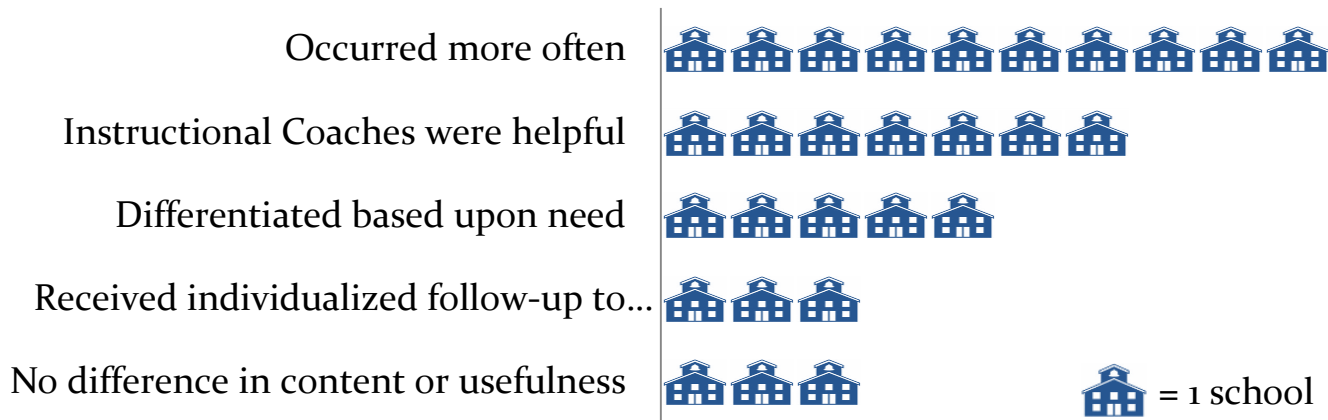 Occurred more often
Instructional Coaches were helpful
Differentiated based upon need
Received individualized follow-up to...
No difference in content or usefulness
= 1 school